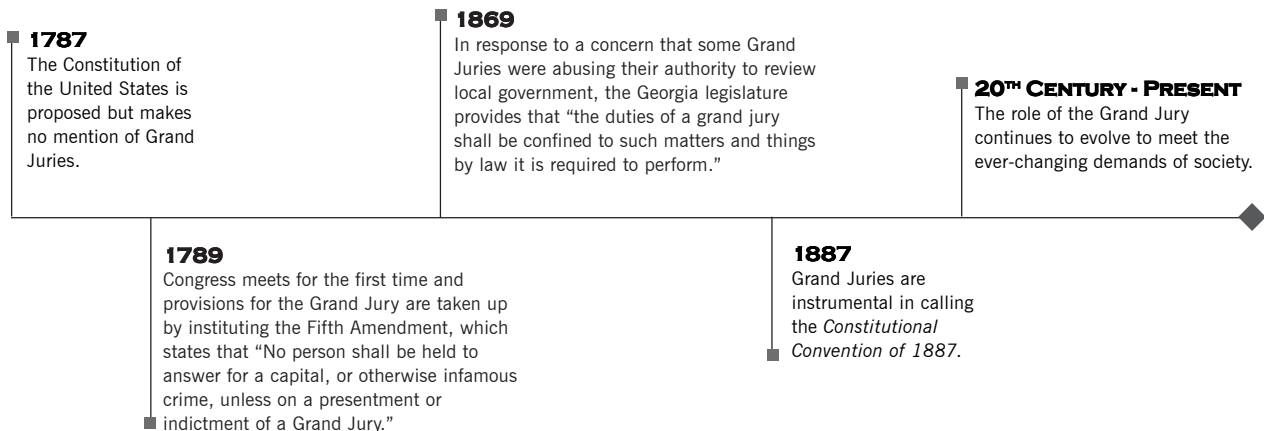 1787
The Constitution of
the United States is
proposed but makes
no mention of Grand
Juries.
1789
Congress meets for the first time and
provisions for the Grand Jury are taken up
by instituting the Fifth Amendment, which
states that “No person shall be held to
answer for a capital, or otherwise infamous
crime, unless on a presentment or
indictment of a Grand Jury.”
1869
In response to a concern that some Grand
Juries were abusing their authority to review
local government, the Georgia legislature
provides that “the duties of a grand jury
shall be confined to such matters and things
by law it is required to perform.”
1887
Grand Juries are
instrumental in calling
the Constitutional
Convention of 1887.
20TH CENTURY - PRESENT
The role of the Grand Jury
continues to evolve to meet the
ever-changing demands of society.